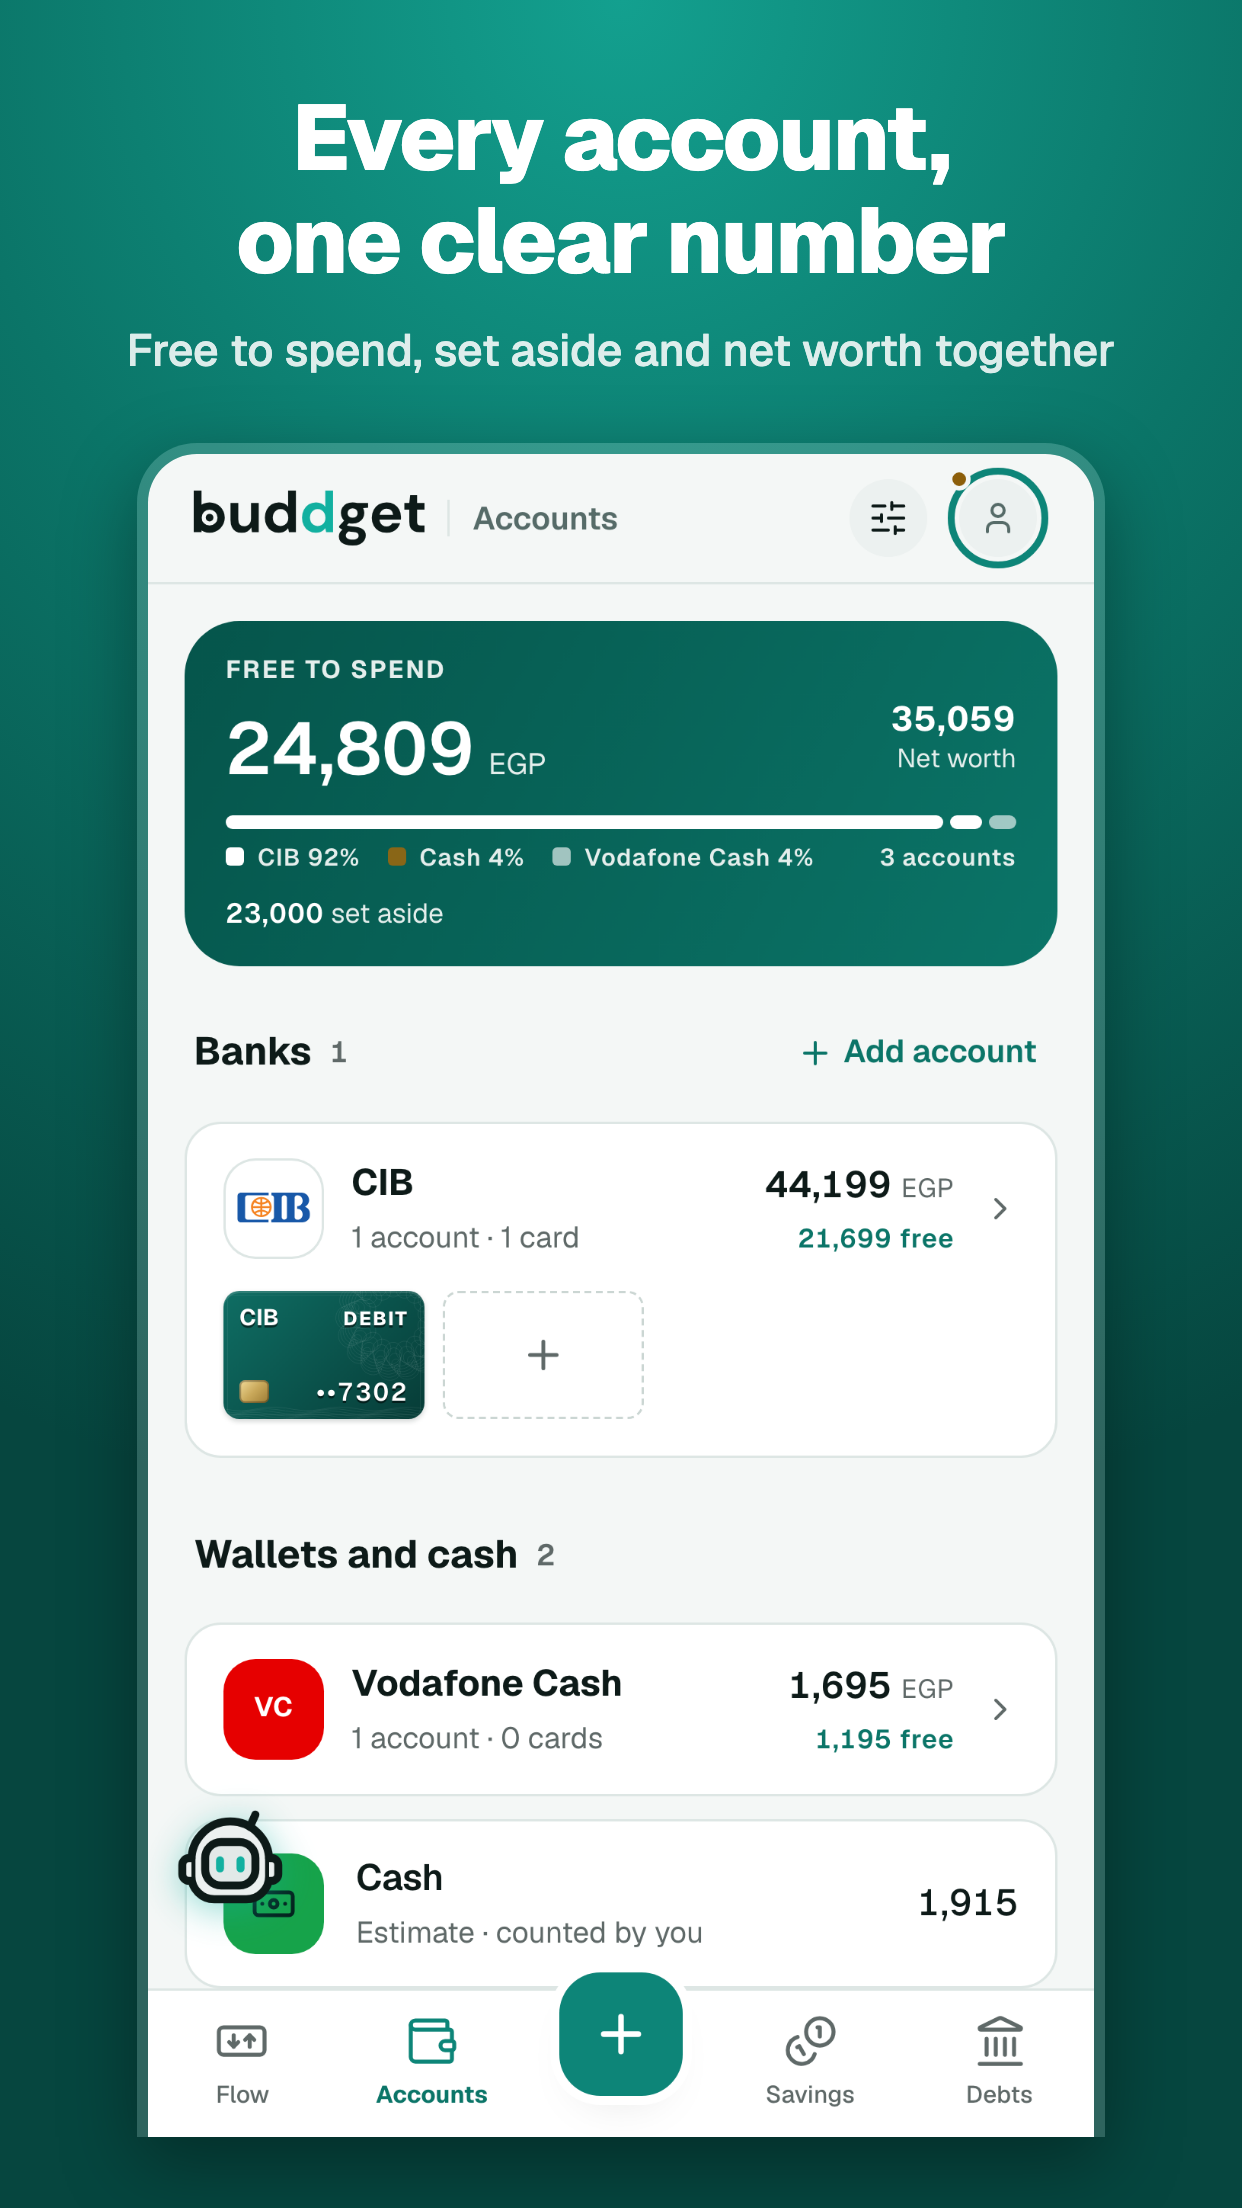 Every account,
one clear number
Free to spend, set aside and net worth together
buddget
Accounts
FREE TO SPEND
24,809 EGP
35,059
Net worth
CIB 92% Cash 4% Vodafone Cash 4% 3 accounts
23,000 set aside
Banks 1
+ Add account
CIB
CIB
44,199 EGP
1 account · 1 card
21,699 free
CIB DEBIT
••7302
+
Wallets and cash 2
VC
Vodafone Cash
1,695 EGP
1 account · 0 cards
1,195 free
Cash
1,915
Estimate · counted by you
+
1
Flow
Accounts
Savings
Debts